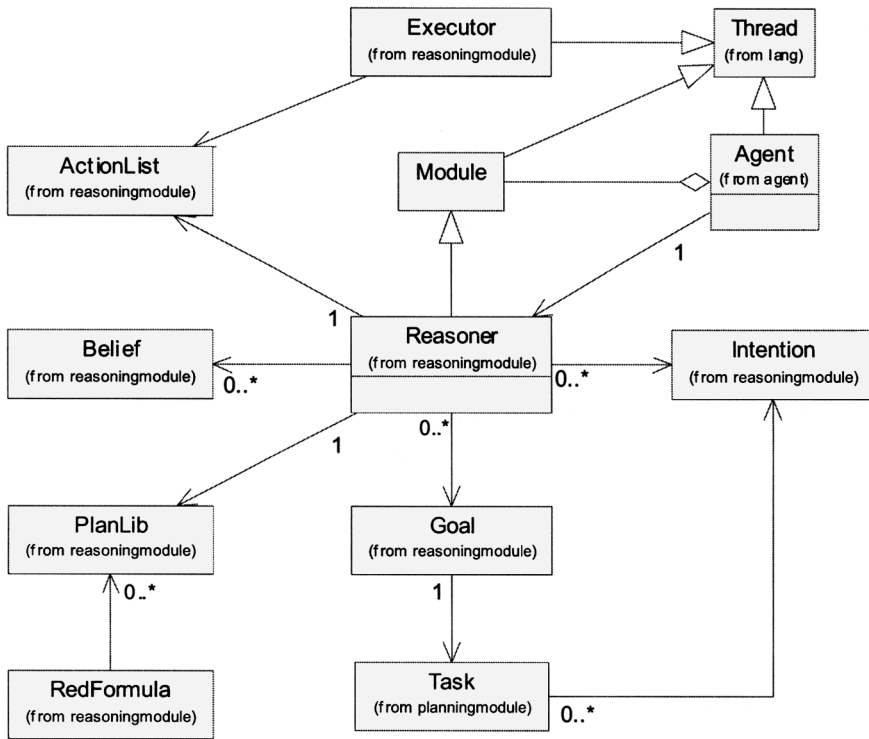 Executor
(from reasoningmodule)
Thread
(from lang)
ActionList
(from reasoningmodule)
Module
Agent
(from agent)
1
1
Belief
(from reasoningmodule)
0..*
Reasoner
(from reasoningmodule)
0..*
Intention
(from reasoningmodule)
1
0..*
PlanLib
(from reasoningmodule)
0..*
Goal
(from reasoningmodule)
1
RedFormula
(from reasoningmodule)
Task
(from planningmodule)
0..*